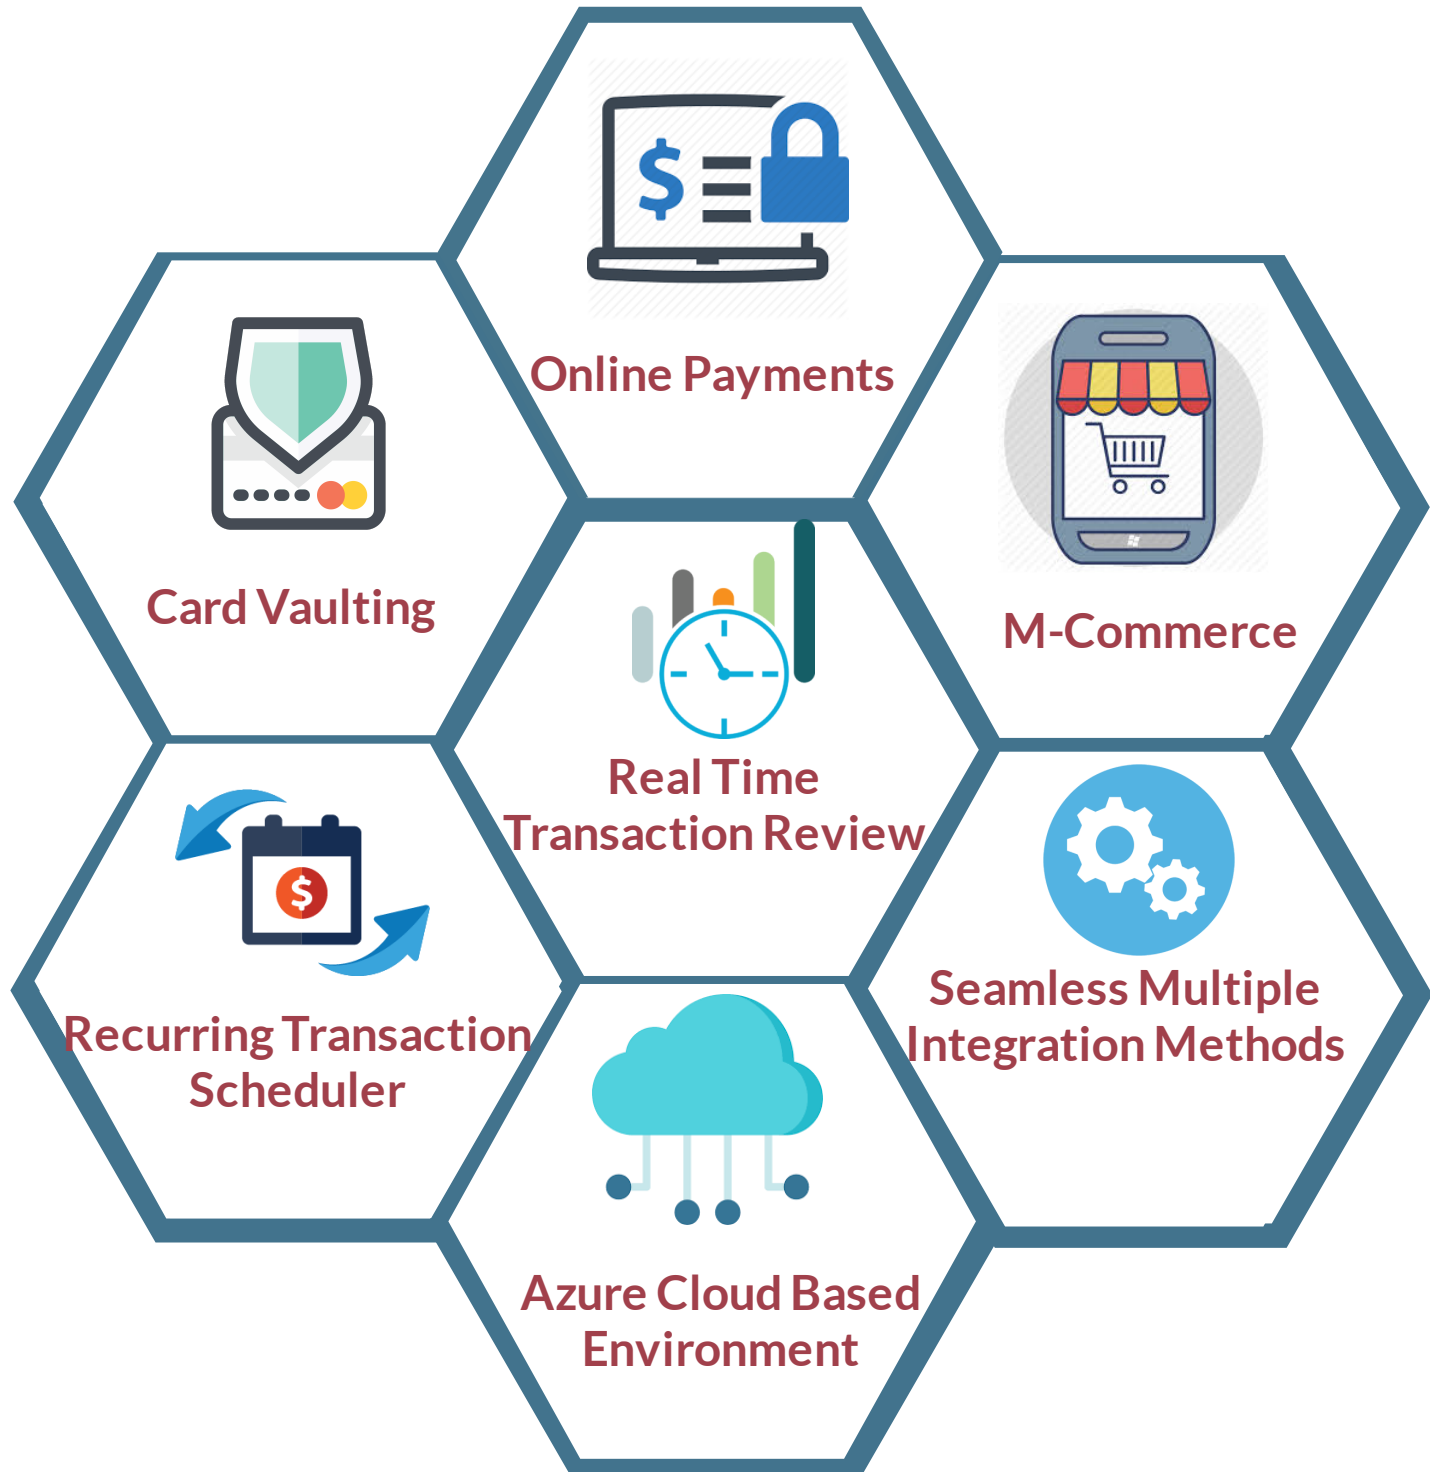 Online Payments
Card Vaulting
M-Commerce
Real Time
Transaction Review
Recurring Transaction
Scheduler
Seamless Multiple
Integration Methods
Azure Cloud Based
Environment